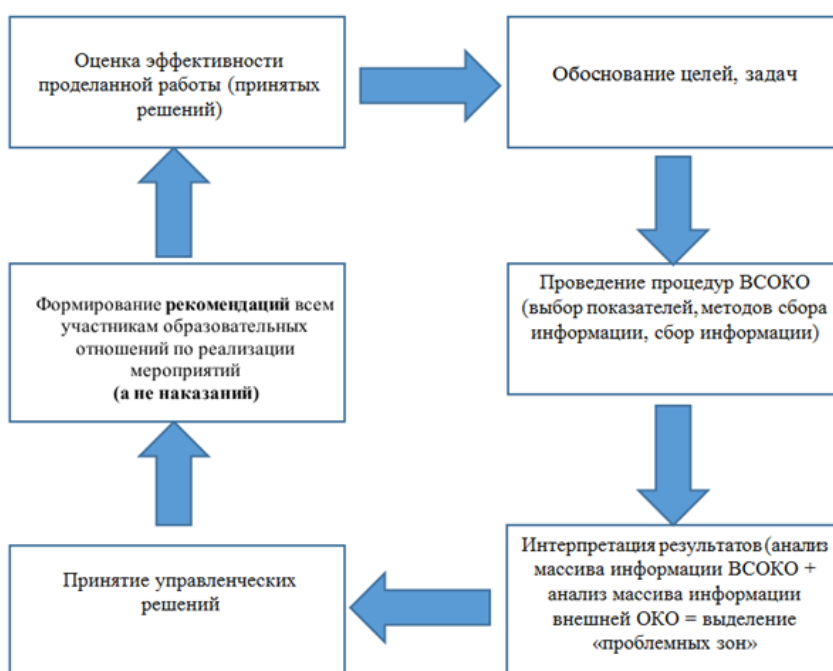 Оценка эффективности
проделанной работы (принятых
решений)
Обоснование целей, задач
Проведение процедур ВСОКО
(выбор показателей, методов сбора
информации, сбор информации)
Интерпретация результатов (анализ
массива информации ВСОКО +
анализ массива информации
внешней ОКО = выделение
«проблемных зон»
Принятие управленческих
решений
Формирование рекомендаций всем
участникам образовательных
отношений по реализации
мероприятий
(а не наказаний)